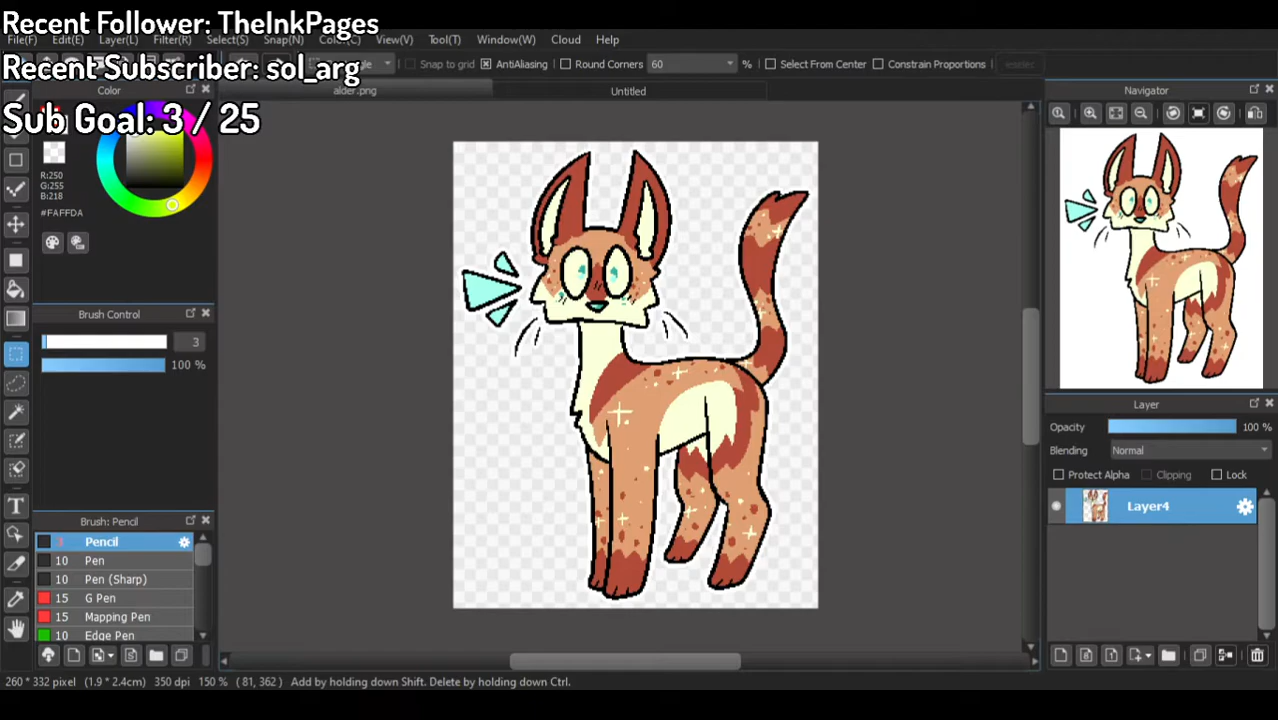 Recent Follower: TheInkPages
File(F) Edit(E) Layer(L) Filter(R) Select(S) Snap(N) Color(C) View(V) Tool(T) Window(W) Cloud Help
Recent Subscriber: sol_arg
Snap to grid AntiAliasing Round Corners 60 % Select From Center Constrain Proportions
Color
alder.png
Untitled
Navigator
Sub Goal: 3 / 25
R:250
G:255
B:218
#FAFFDA
Brush Control
3
100 %
Layer
Opacity 100 %
Blending Normal
Protect Alpha Clipping Lock
Layer4
Brush: Pencil
3 Pencil
10 Pen
10 Pen (Sharp)
15 G Pen
15 Mapping Pen
10 Edge Pen
260 * 332 pixel (1.9 * 2.4cm) 350 dpi 150 % ( 81, 362 ) Add by holding down Shift. Delete by holding down Ctrl.